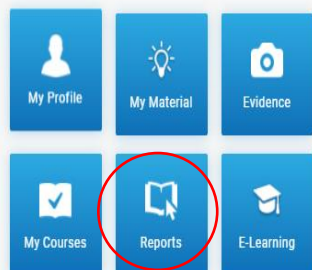 My Profile
My Material
Evidence
My Courses
Reports
E-Learning